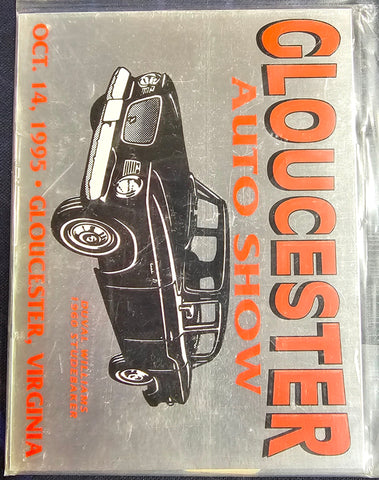 GLOUCESTER
AUTO SHOW
OCT. 14, 1995 • GLOUCESTER, VIRGINIA